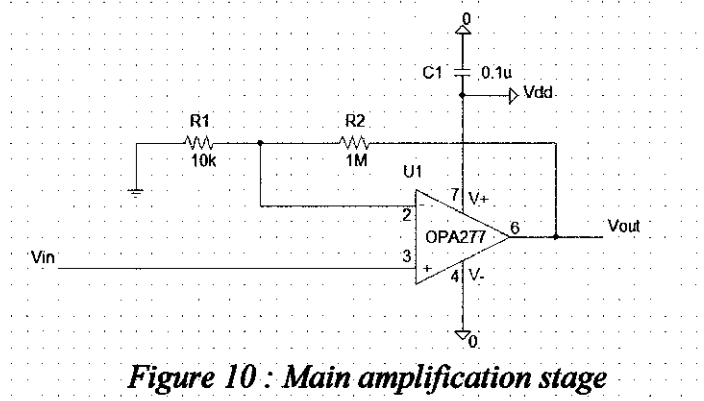 0
C1 0.1u
Vdd
R1 R2
10k 1M
U1
7 V+
2 -
OPA277 6 Vout
3
Vin +
4 V-
0
Figure 10 : Main amplification stage